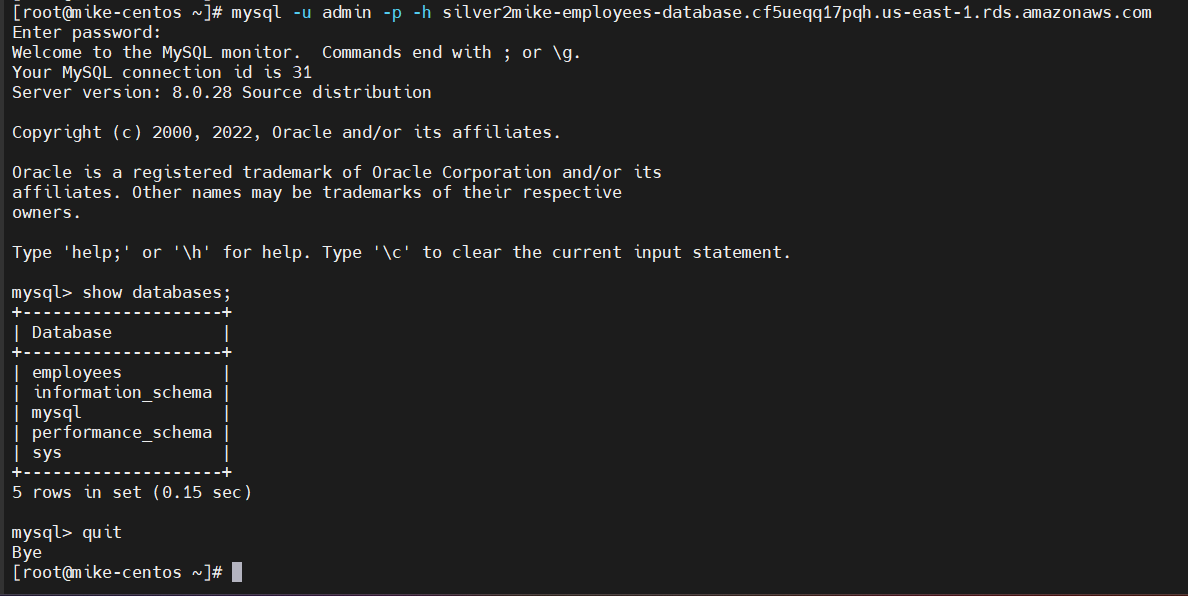 [root@mike-centos ~]# mysql -u admin -p -h silver2mike-employees-database.cf5ueqq17pqh.us-east-1.rds.amazonaws.com
Enter password:
Welcome to the MySQL monitor.  Commands end with ; or \g.
Your MySQL connection id is 31
Server version: 8.0.28 Source distribution

Copyright (c) 2000, 2022, Oracle and/or its affiliates.

Oracle is a registered trademark of Oracle Corporation and/or its
affiliates. Other names may be trademarks of their respective
owners.

Type 'help;' or '\h' for help. Type '\c' to clear the current input statement.

mysql> show databases;
+--------------------+
| Database           |
+--------------------+
| employees          |
| information_schema |
| mysql              |
| performance_schema |
| sys                |
+--------------------+
5 rows in set (0.15 sec)

mysql> quit
Bye
[root@mike-centos ~]#